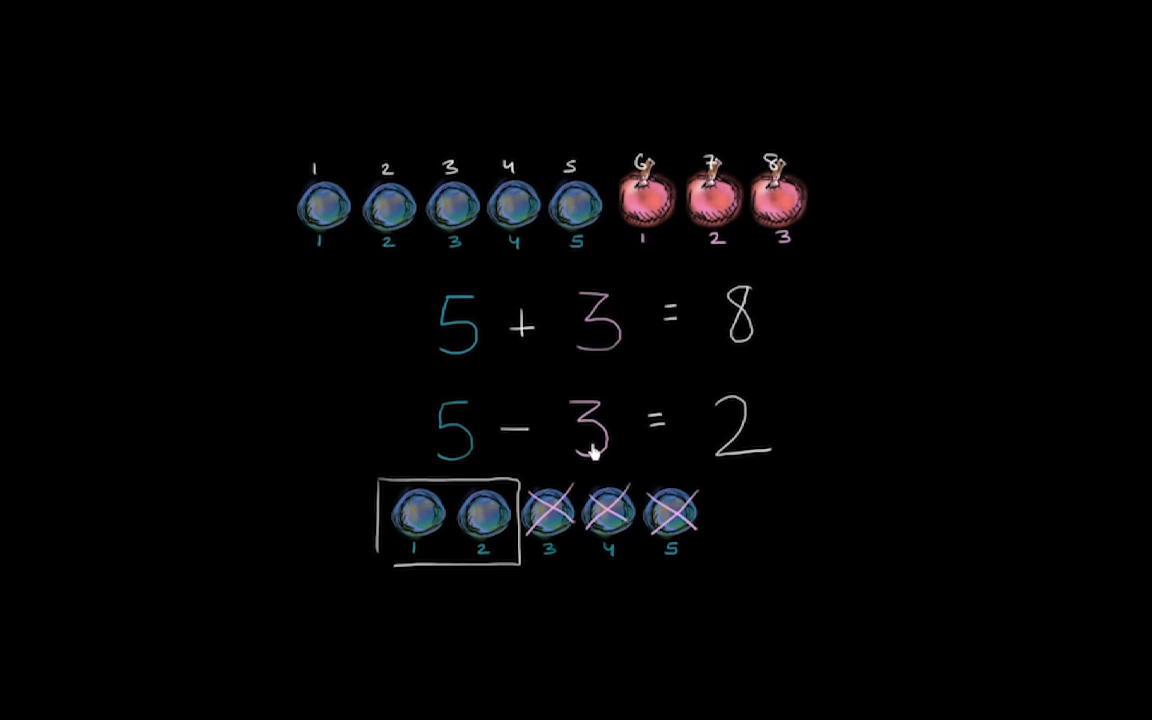 1 2 3 4 5 6 7 8
1 2 3 4 5 1 2 3
5 + 3 = 8
5 - 3 = 2
1 2 3 4 5